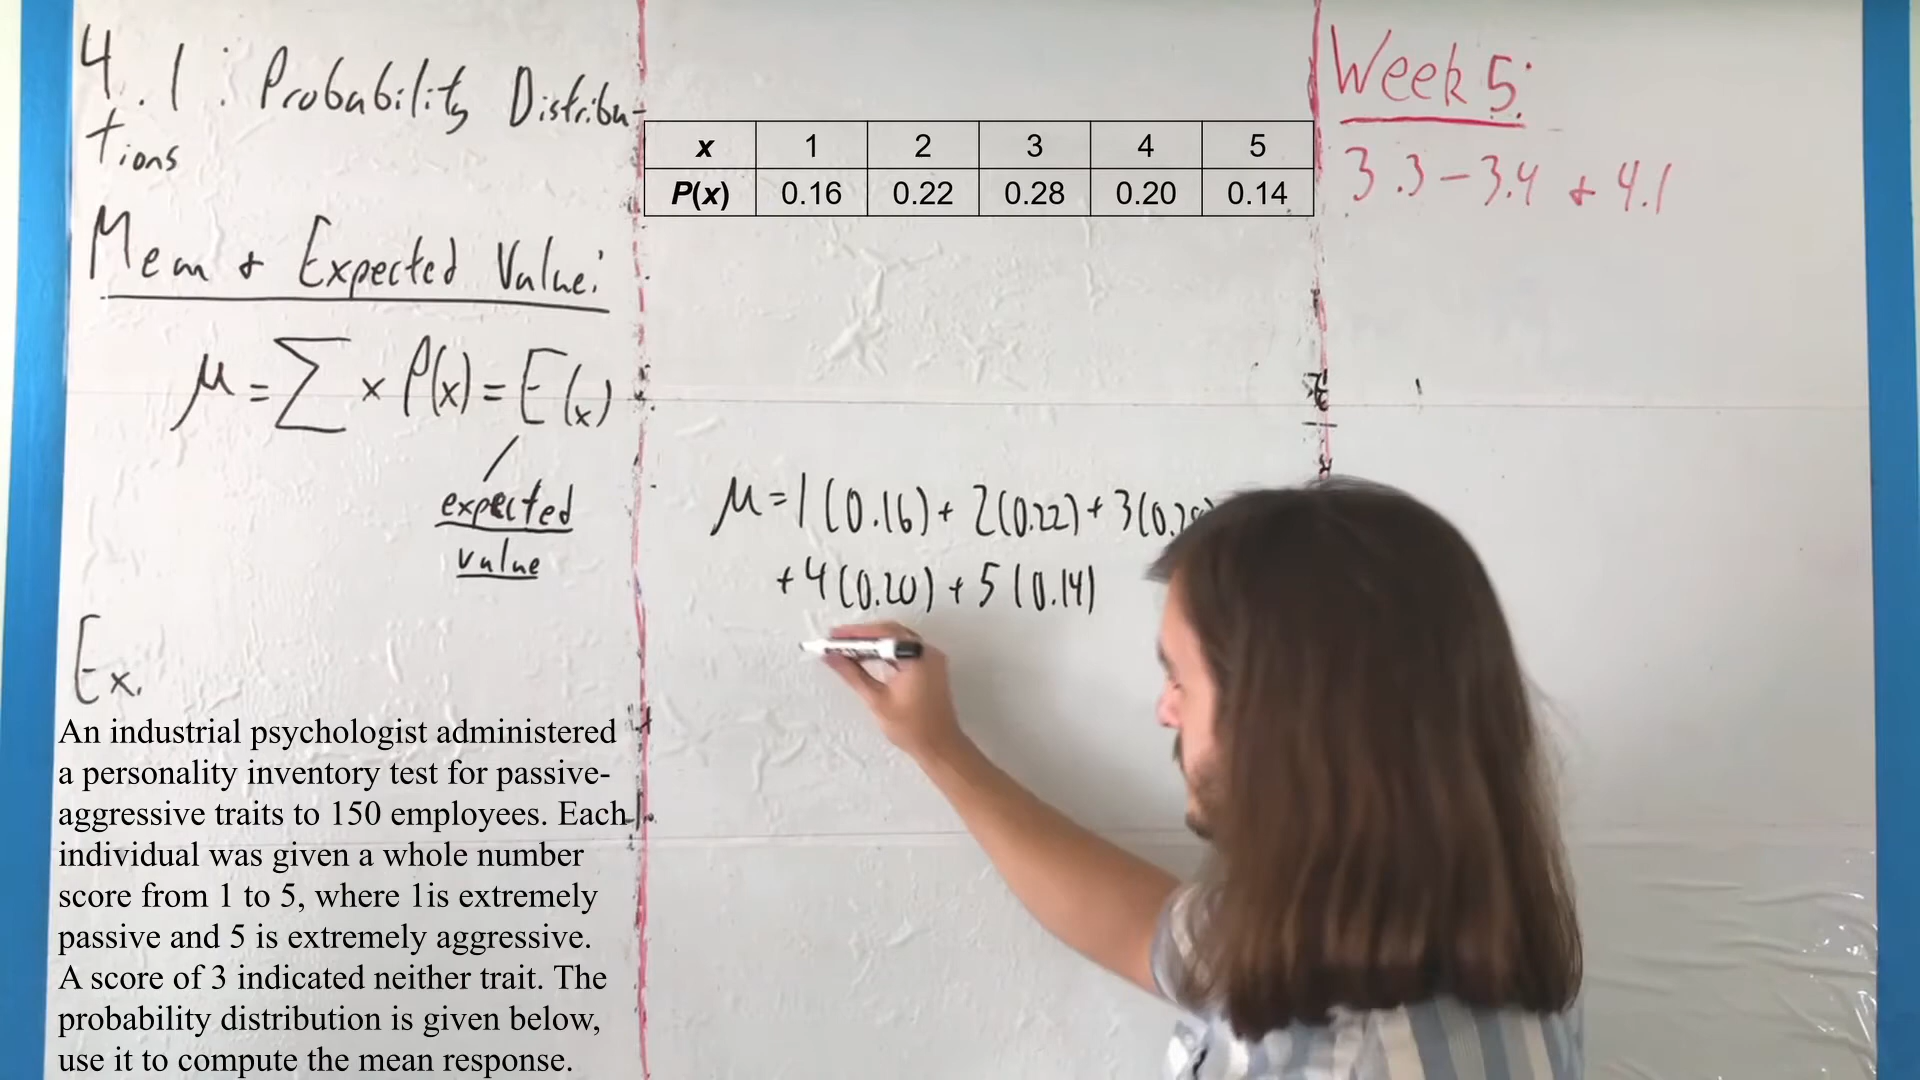 4.1: Probability Distribu-
tions
Mean + Expected Value:
μ = Σ x P(x) = E(x)
expected
value
Ex.
An industrial psychologist administered
a personality inventory test for passive-
aggressive traits to 150 employees. Each
individual was given a whole number
score from 1 to 5, where 1is extremely
passive and 5 is extremely aggressive.
A score of 3 indicated neither trait. The
probability distribution is given below,
use it to compute the mean response.
x 1 2 3 4 5
P(x) 0.16 0.22 0.28 0.20 0.14
μ = 1(0.16) + 2(0.22) + 3(0.28)
+ 4(0.20) + 5(0.14)
Week 5:
3.3 - 3.4 + 4.1